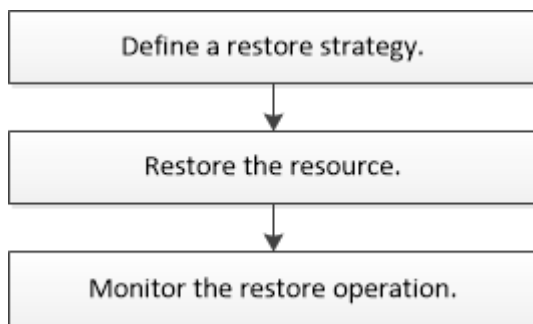 Define a restore strategy.
Restore the resource.
Monitor the restore operation.